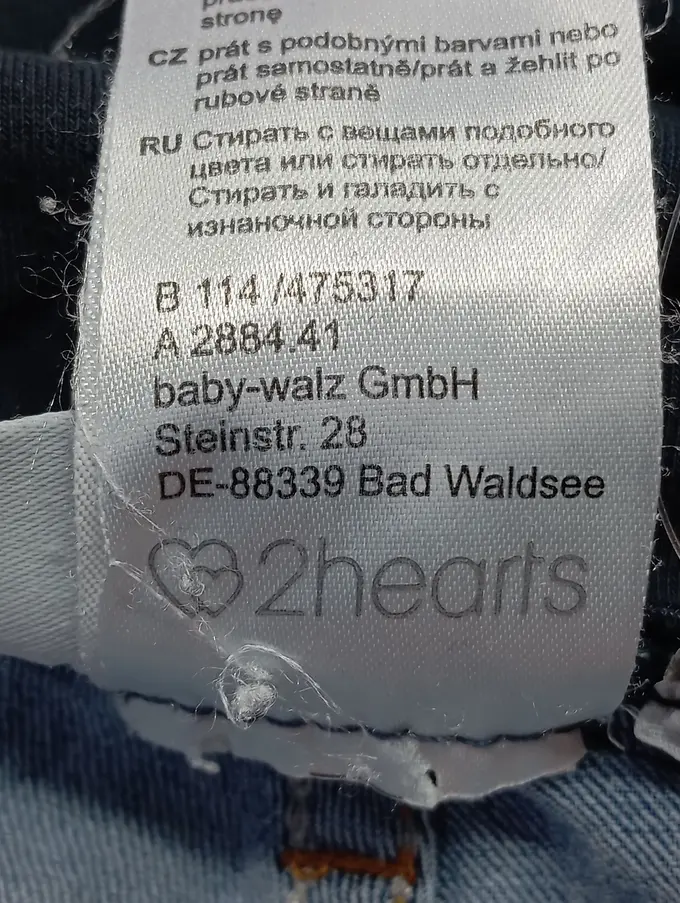 stronę
CZ prát s podobnými barvami nebo
prát samostatně/prát a žehlit po
rubové straně
RU Стирать с вещами подобного
цвета или стирать отдельно/
Стирать и галадить с
изнаночной стороны
B 114 /475317
A 2884.41
baby-walz GmbH
Steinstr. 28
DE-88339 Bad Waldsee
2hearts